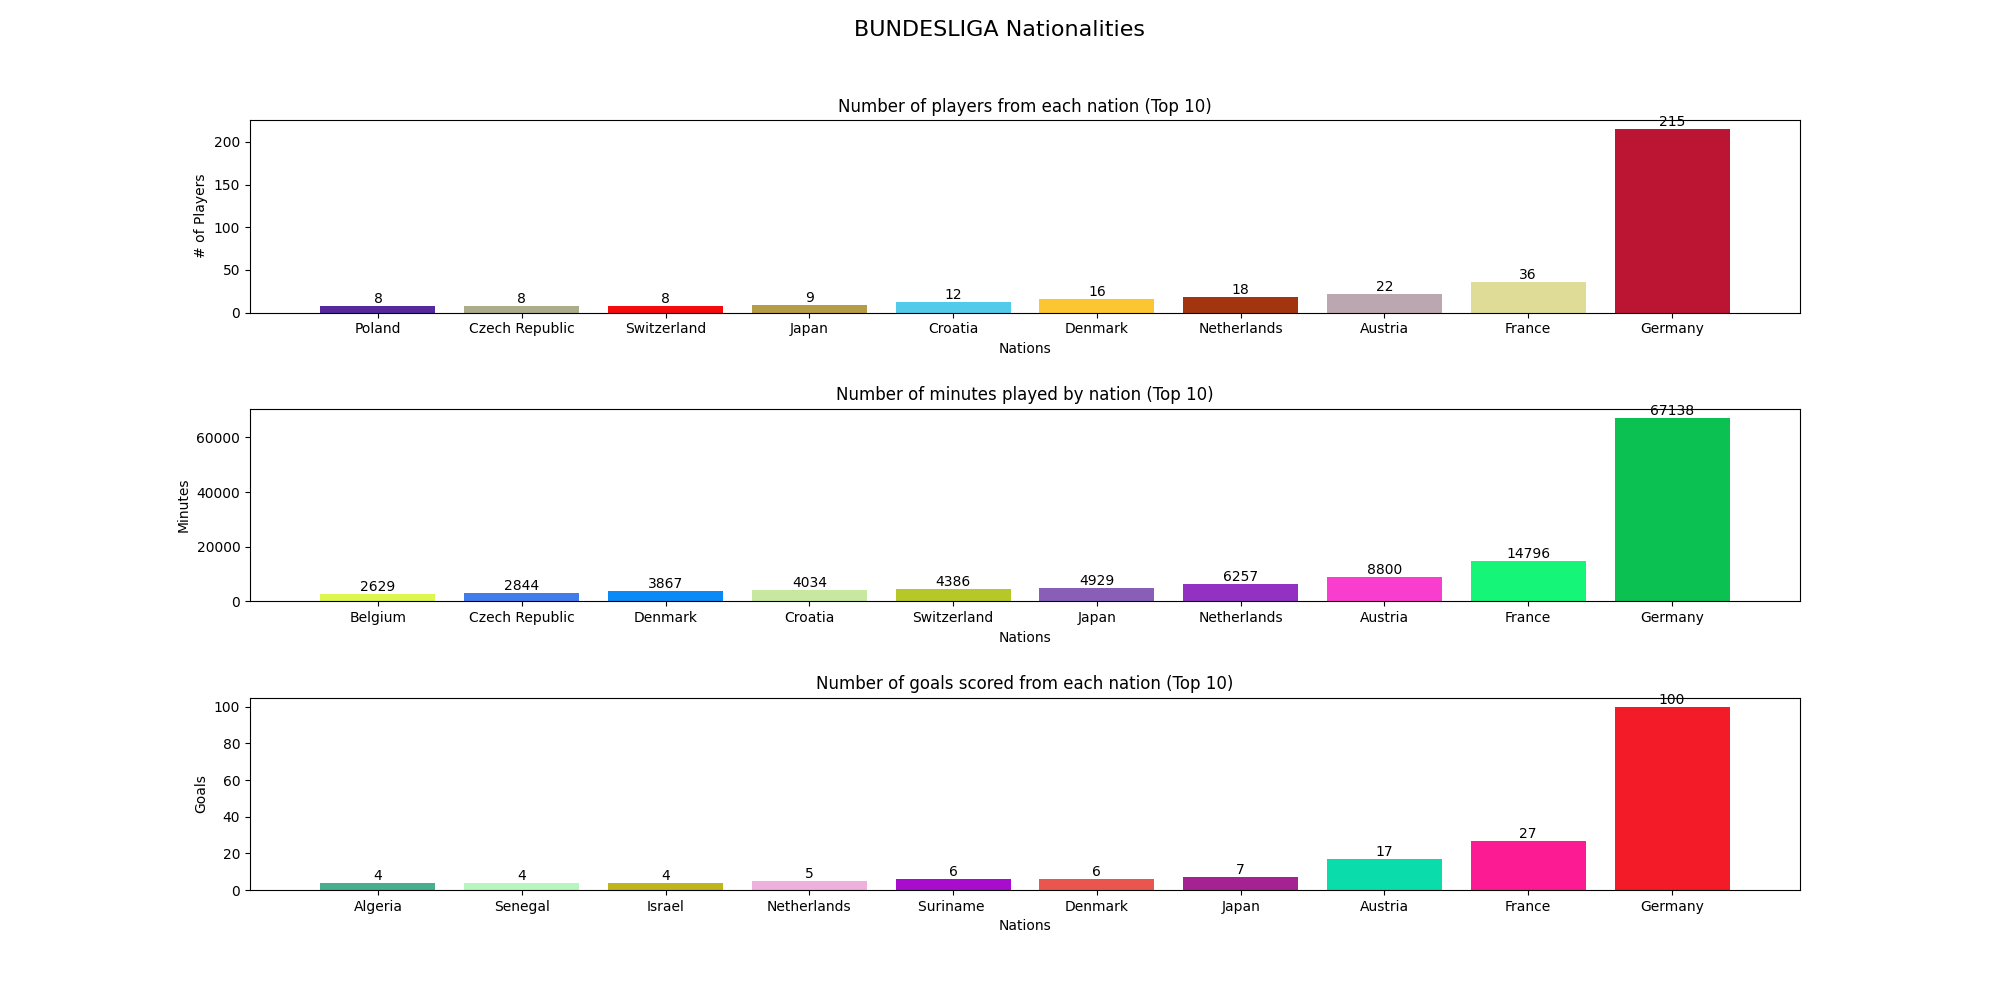 BUNDESLIGA Nationalities
Number of players from each nation (Top 10)
# of Players
200
150
100
50
0
8 8 8 9 12 16 18 22 36 215
Poland Czech Republic Switzerland Japan Croatia Denmark Netherlands Austria France Germany
Nations
Number of minutes played by nation (Top 10)
Minutes
60000
40000
20000
0
2629 2844 3867 4034 4386 4929 6257 8800 14796 67138
Belgium Czech Republic Denmark Croatia Switzerland Japan Netherlands Austria France Germany
Nations
Number of goals scored from each nation (Top 10)
Goals
100
80
60
40
20
0
4 4 4 5 6 6 7 17 27 100
Algeria Senegal Israel Netherlands Suriname Denmark Japan Austria France Germany
Nations